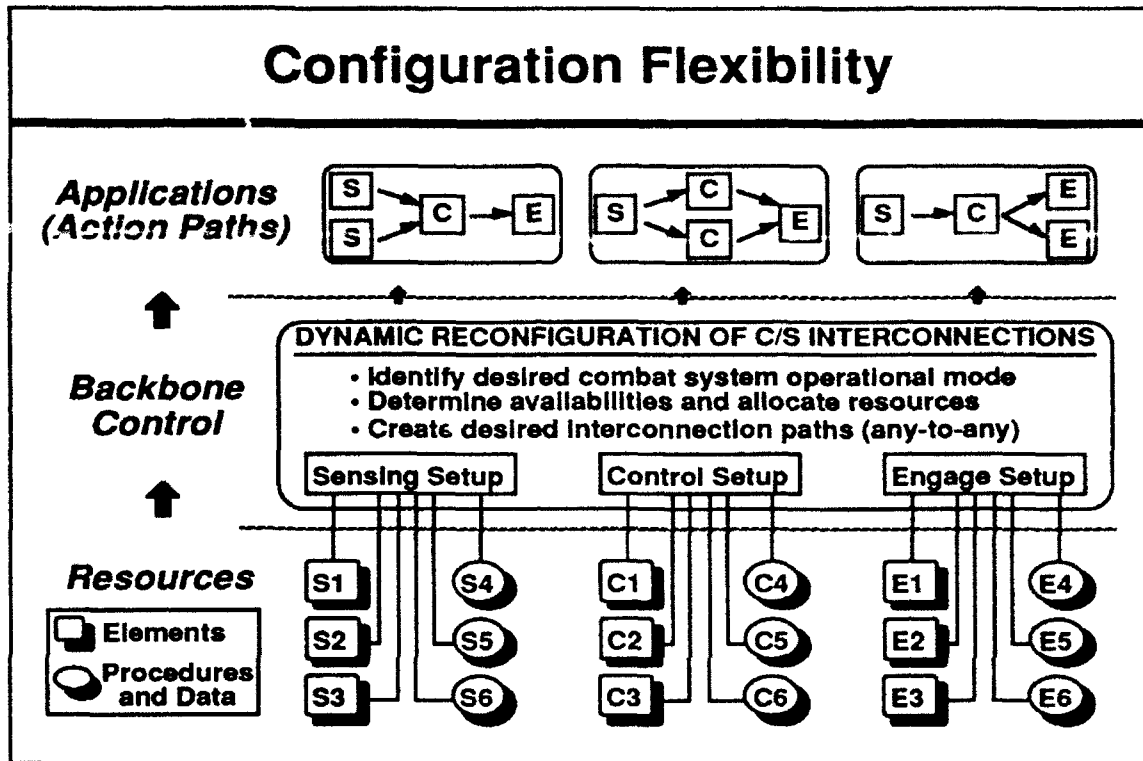 Configuration Flexibility
Applications
(Action Paths)
S
S
C
E
S
C
C
E
S
C
E
E
Backbone
Control
DYNAMIC RECONFIGURATION OF C/S INTERCONNECTIONS
• Identify desired combat system operational mode
• Determine availabilities and allocate resources
• Create desired interconnection paths (any-to-any)
Sensing Setup
Control Setup
Engage Setup
Resources
Elements
Procedures
and Data
S1 S4 C1 C4 E1 E4
S2 S5 C2 C5 E2 E5
S3 S6 C3 C6 E3 E6